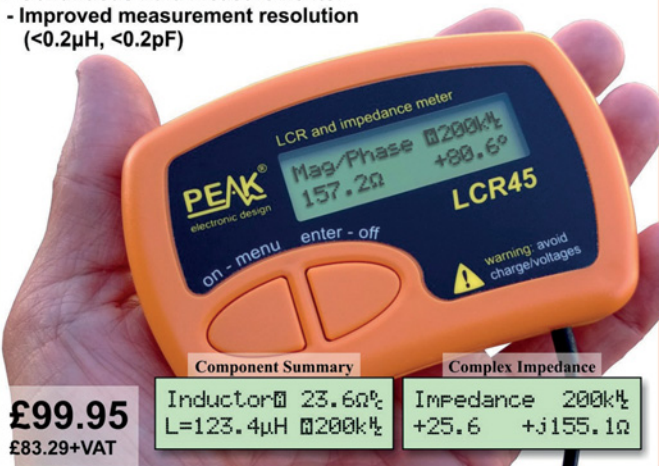 - Improved measurement resolution
(<0.2µH, <0.2pF)
LCR and impedance meter
Mag/Phase 200kHz
157.2Ω +80.6°
PEAK®
electronic design
LCR45
on - menu
enter - off
warning: avoid
charge/voltages
Component Summary
Inductor 23.6Ω
L=123.4µH 200kHz
Complex Impedance
Impedance 200kHz
+25.6 +j155.1Ω
£99.95
£83.29+VAT